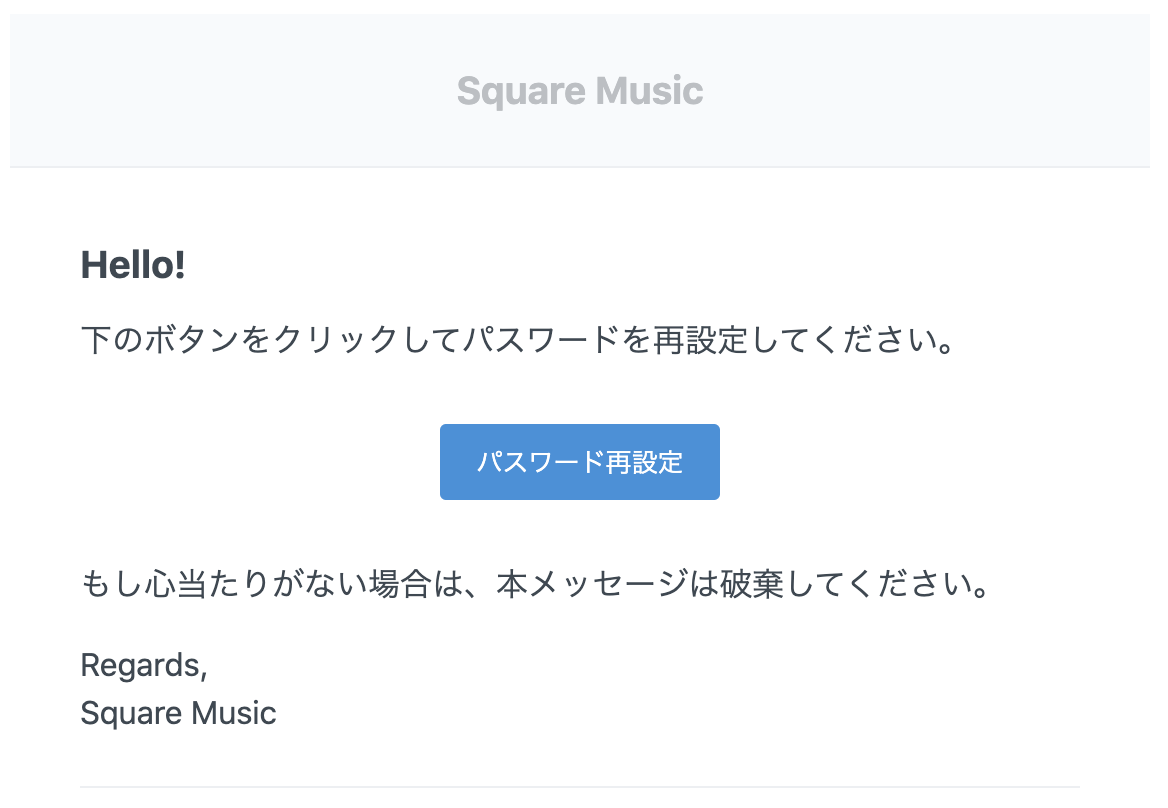 Square Music
Hello!
下のボタンをクリックしてパスワードを再設定してください。
パスワード再設定
もし心当たりがない場合は、本メッセージは破棄してください。
Regards,
Square Music